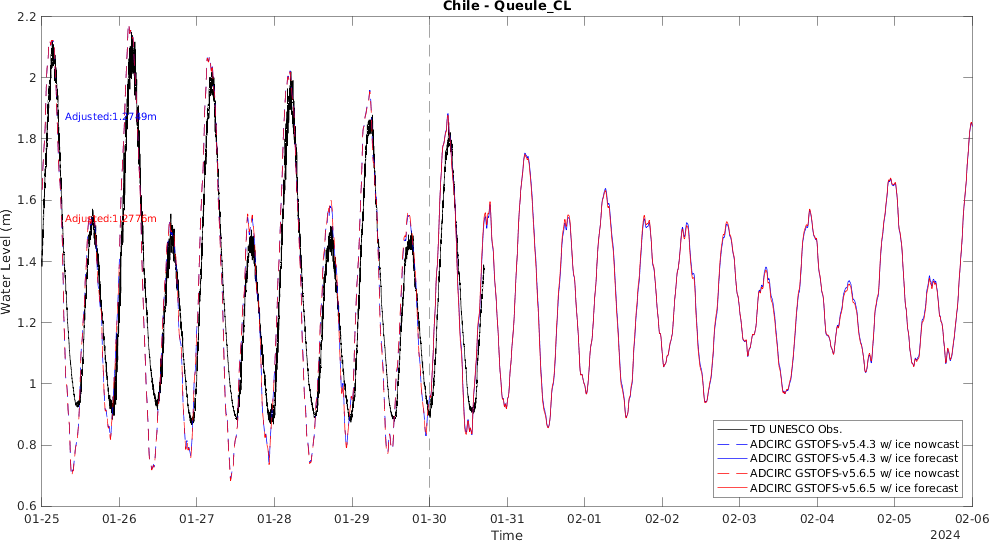 Chile - Queule_CL
2.2
2
1.8
1.6
1.4
1.2
1
0.8
0.6
Water Level (m)
Adjusted:1.2749m
Adjusted:1.2776m
TD UNESCO Obs.
ADCIRC GSTOFS-v5.4.3 w/ ice nowcast
ADCIRC GSTOFS-v5.4.3 w/ ice forecast
ADCIRC GSTOFS-v5.6.5 w/ ice nowcast
ADCIRC GSTOFS-v5.6.5 w/ ice forecast
01-25 01-26 01-27 01-28 01-29 01-30 01-31 02-01 02-02 02-03 02-04 02-05 02-06
Time
2024